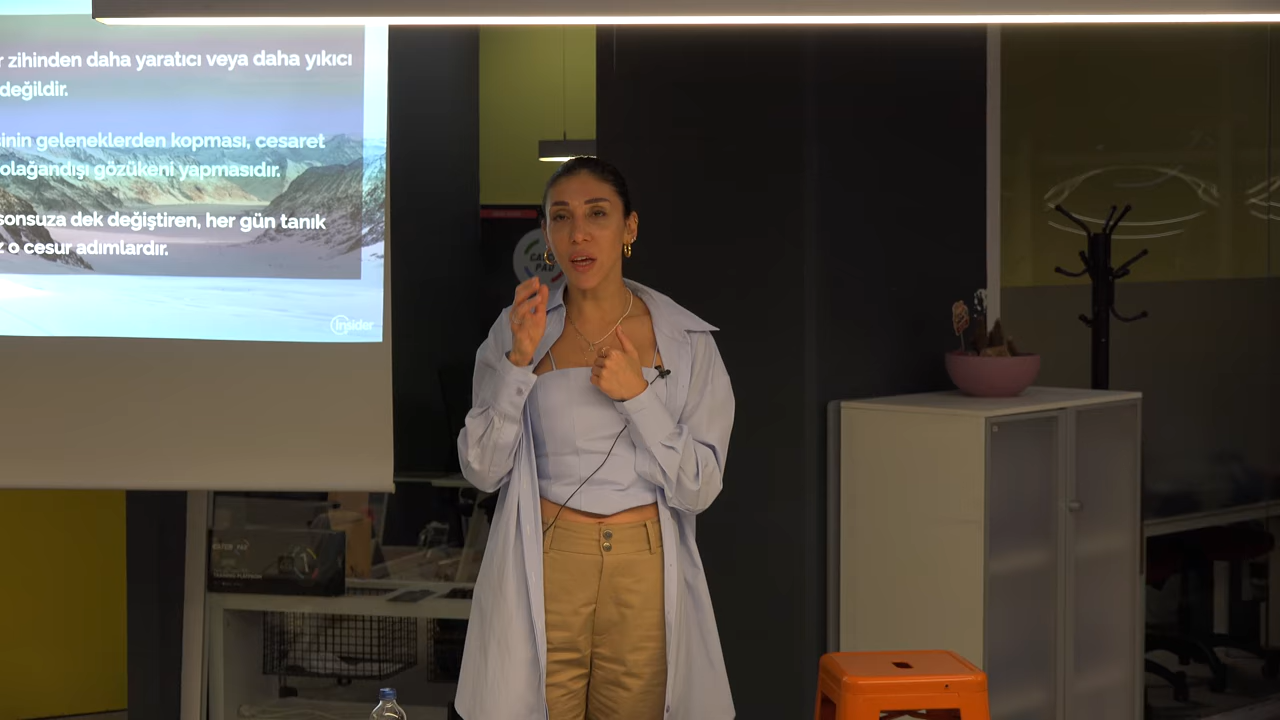 zihinden daha yaratıcı veya daha yıkıcı
değildir.
geleneklerden kopması, cesaret
olağandışı gözükeni yapmasıdır.
sonsuza dek değiştiren, her gün tanık
o cesur adımlardır.
insider